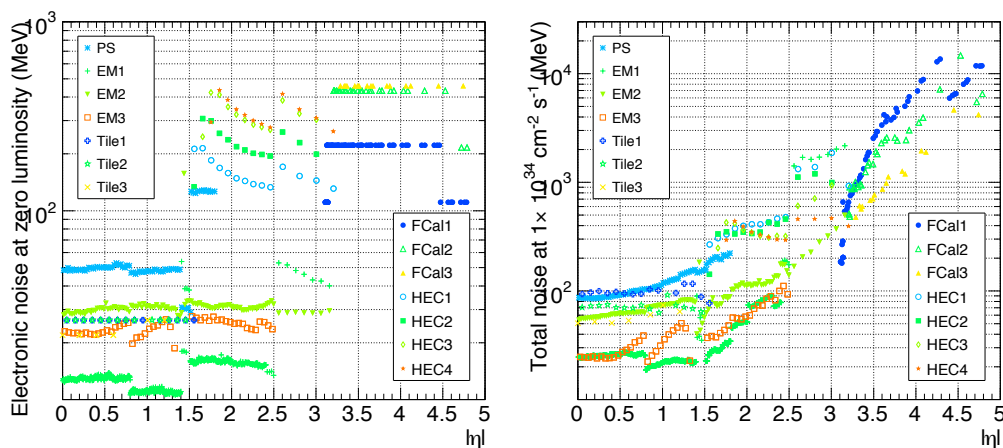 Electronic noise at zero luminosity (MeV)
10³
10²
PS
EM1
EM2
EM3
Tile1
Tile2
Tile3
FCal1
FCal2
FCal3
HEC1
HEC2
HEC3
HEC4
0 0.5 1 1.5 2 2.5 3 3.5 4 4.5 5
|η|
Total noise at 1× 10³⁴ cm⁻² s⁻¹ (MeV)
10⁴
10³
10²
PS
EM1
EM2
EM3
Tile1
Tile2
Tile3
FCal1
FCal2
FCal3
HEC1
HEC2
HEC3
HEC4
0 0.5 1 1.5 2 2.5 3 3.5 4 4.5 5
|η|